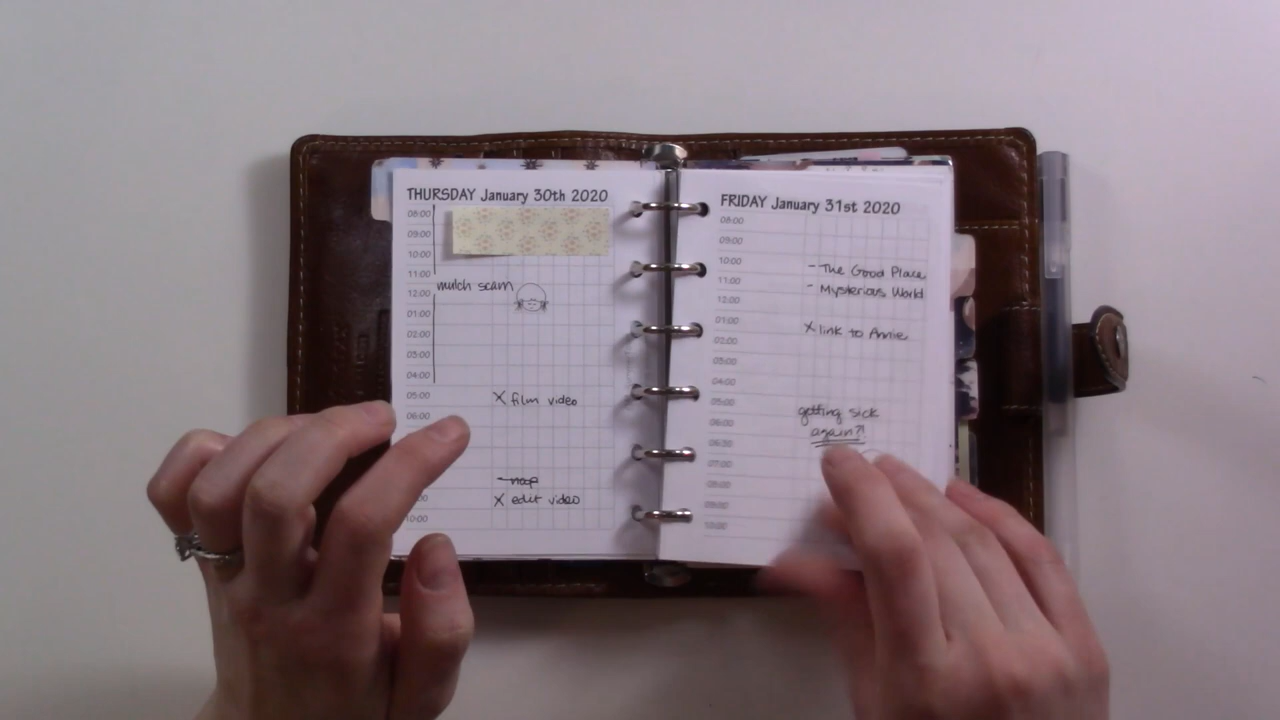 THURSDAY January 30th 2020
08:00
09:00
10:00
11:00
mulch scam
12:00
01:00
02:00
03:00
04:00
05:00
X film video
06:00
- nap
X edit video
10:00
FRIDAY January 31st 2020
08:00
09:00
10:00
- The Good Place
11:00
- Mysterious World
12:00
01:00
X link to Annie
02:00
03:00
04:00
05:00
getting sick
06:00
again?!
06:30
07:00
08:00
09:00
10:00